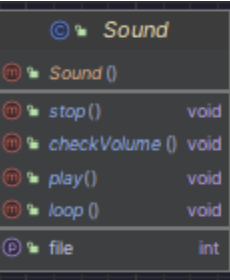 © Sound
m Sound()
m stop() void
m checkVolume() void
m play() void
m loop() void
p file int